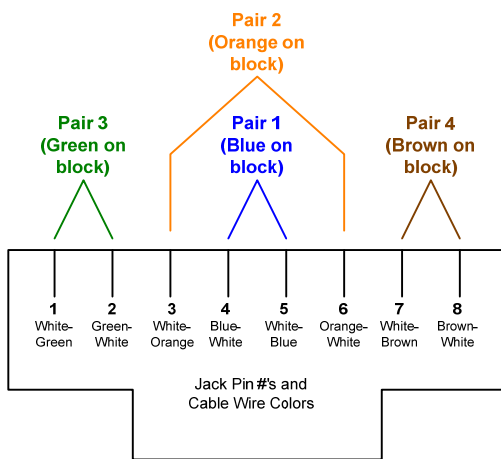 Pair 2
(Orange on
block)
Pair 3
(Green on
block)
Pair 1
(Blue on
block)
Pair 4
(Brown on
block)
1
White-
Green
2
Green-
White
3
White-
Orange
4
Blue-
White
5
White-
Blue
6
Orange-
White
7
White-
Brown
8
Brown-
White
Jack Pin #'s and
Cable Wire Colors